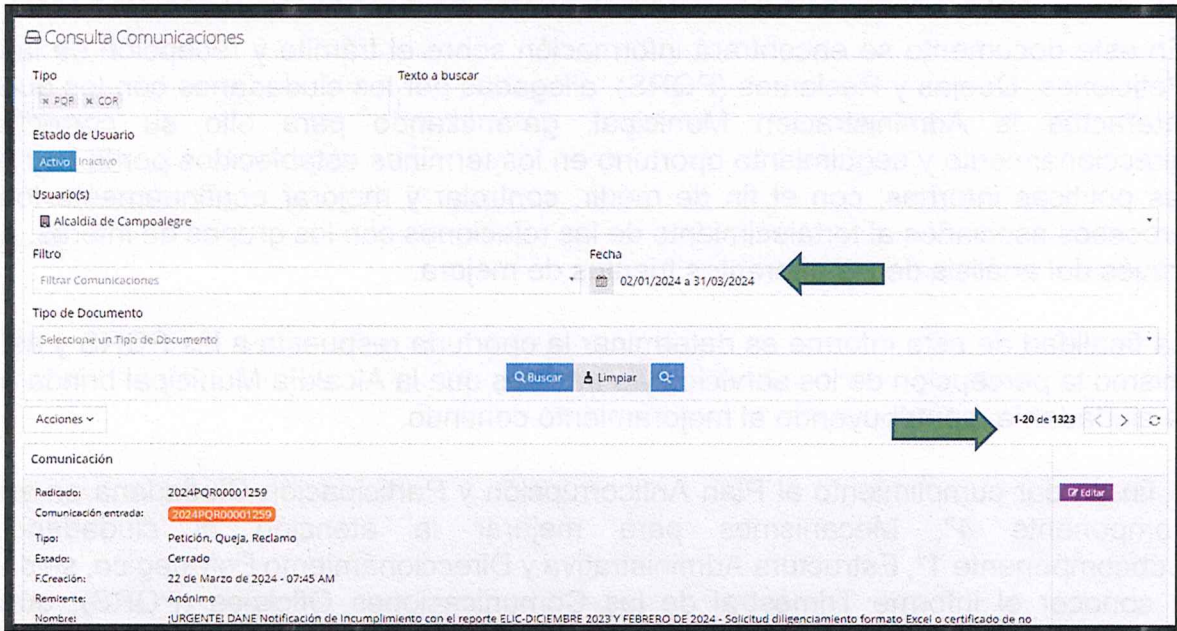 Consulta Comunicaciones
Tipo Texto a buscar
× PQR × COR
Estado de Usuario
Activo Inactivo
Usuario(s)
Alcaldía de Campoalegre
Filtro Fecha
Filtrar Comunicaciones 02/01/2024 a 31/03/2024
Tipo de Documento
Seleccione un Tipo de Documento
Buscar Limpiar
Acciones 1-20 de 1323
Comunicación
Radicado: 2024PQR00001259 Editar
Comunicación entrada: 2024PQR00001259
Tipo: Petición, Queja, Reclamo
Estado: Cerrado
F.Creación: 22 de Marzo de 2024 - 07:45 AM
Remitente: Anónimo
Nombre: ¡URGENTE! DANE Notificación de Incumplimiento con el reporte ELIC-DICIEMBRE 2023 Y FEBRERO DE 2024 - Solicitud diligenciamiento formato Excel o certificado de no